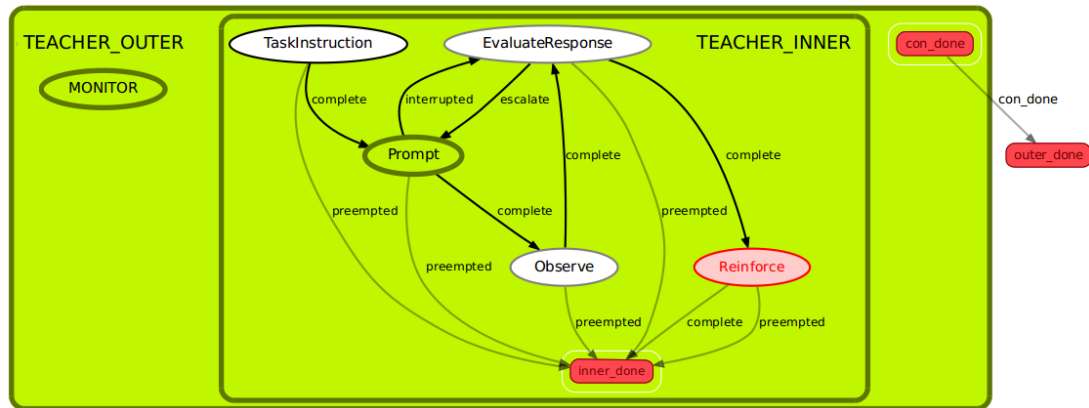 TEACHER_OUTER
MONITOR
TEACHER_INNER
TaskInstruction
EvaluateResponse
con_done
complete
interrupted
escalate
con_done
Prompt
complete
complete
outer_done
preempted
complete
preempted
preempted
Observe
Reinforce
preempted
complete
preempted
inner_done